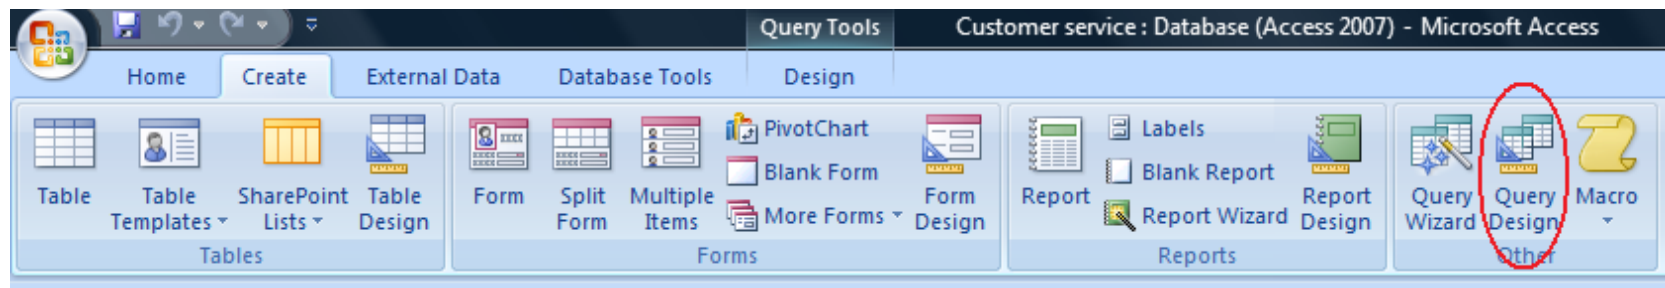 Query Tools
Customer service : Database (Access 2007) - Microsoft Access
Home
Create
External Data
Database Tools
Design
Table
Table
Templates
SharePoint
Lists
Table
Design
Tables
Form
Split
Form
Multiple
Items
PivotChart
Blank Form
More Forms
Form
Design
Forms
Report
Labels
Blank Report
Report Wizard
Report
Design
Reports
Query
Wizard
Query
Design
Macro
Other